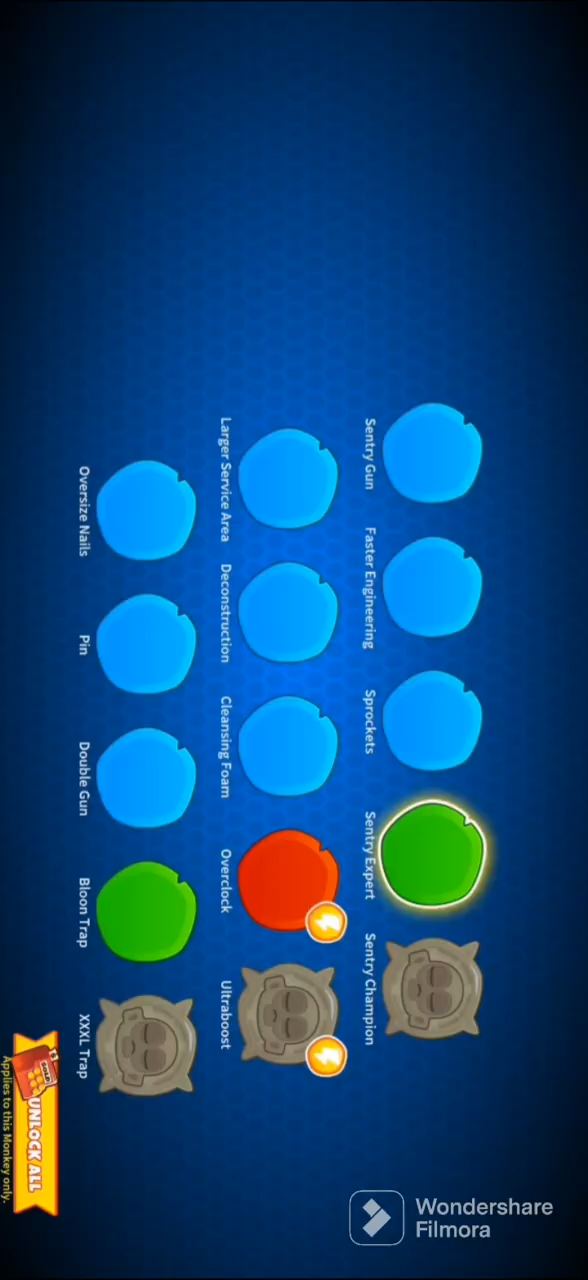 Sentry Gun
Faster Engineering
Sprockets
Sentry Expert
Sentry Champion
Larger Service Area
Deconstruction
Cleansing Foam
Overclock
Ultraboost
Oversize Nails
Pin
Double Gun
Bloon Trap
XXXL Trap
UNLOCK ALL
Applies to this Monkey only.
Wondershare
Filmora